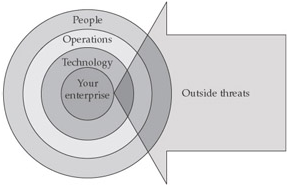 People
Operations
Technology
Your
enterprise
Outside threats